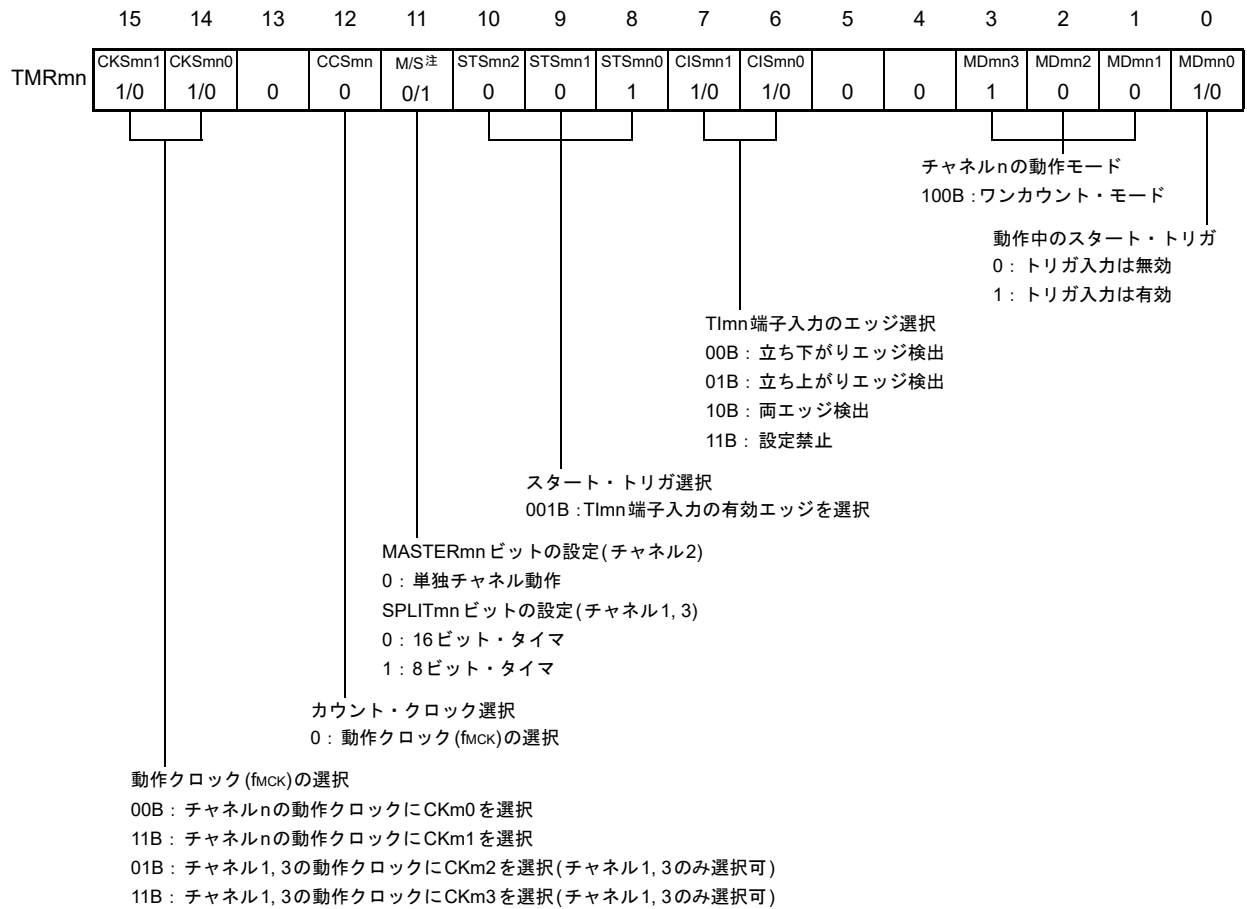 15 14 13 12 11 10 9 8 7 6 5 4 3 2 1 0
TMRmn
CKSmn1 CKSmn0 CCSmn M/S注 STSmn2 STSmn1 STSmn0 CISmn1 CISmn0 MDmn3 MDmn2 MDmn1 MDmn0
1/0 1/0 0 0 0/1 0 0 1 1/0 1/0 0 0 1 0 0 1/0
チャネルnの動作モード
100B：ワンカウント・モード
動作中のスタート・トリガ
0：トリガ入力は無効
1：トリガ入力は有効
TImn端子入力のエッジ選択
00B：立ち下がりエッジ検出
01B：立ち上がりエッジ検出
10B：両エッジ検出
11B：設定禁止
スタート・トリガ選択
001B：TImn端子入力の有効エッジを選択
MASTERmnビットの設定(チャネル2)
0：単独チャネル動作
SPLITmnビットの設定(チャネル1, 3)
0：16ビット・タイマ
1：8ビット・タイマ
カウント・クロック選択
0：動作クロック(fMCK)の選択
動作クロック(fMCK)の選択
00B：チャネルnの動作クロックにCKm0を選択
11B：チャネルnの動作クロックにCKm1を選択
01B：チャネル1, 3の動作クロックにCKm2を選択(チャネル1, 3のみ選択可)
11B：チャネル1, 3の動作クロックにCKm3を選択(チャネル1, 3のみ選択可)